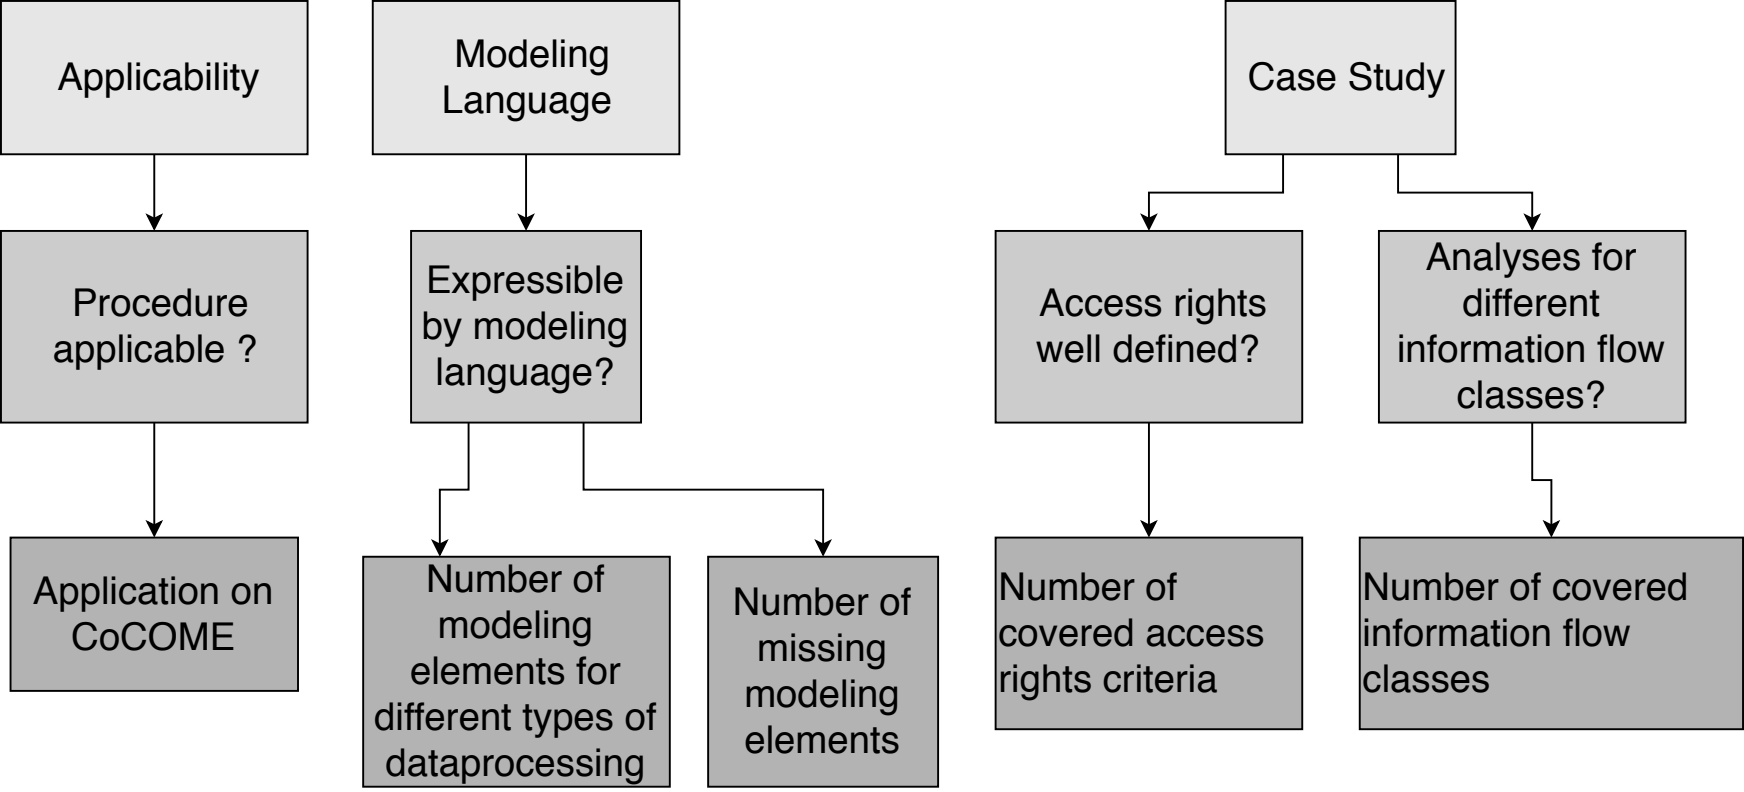 Applicability
Modeling
Language
Case Study
Procedure
applicable ?
Expressible
by modeling
language?
Access rights
well defined?
Analyses for
different
information flow
classes?
Application on
CoCOME
Number of
modeling
elements for
different types of
dataprocessing
Number of
missing
modeling
elements
Number of
covered access
rights criteria
Number of covered
information flow
classes